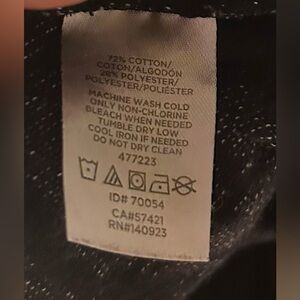 72% COTTON/
COTON/ALGODÓN
28% POLYESTER/
POLYESTER/POLIÉSTER
MACHINE WASH COLD
ONLY NON-CHLORINE
BLEACH WHEN NEEDED
TUMBLE DRY LOW
COOL IRON IF NEEDED
DO NOT DRY CLEAN
477223
ID# 70054
CA#57421
RN#140923